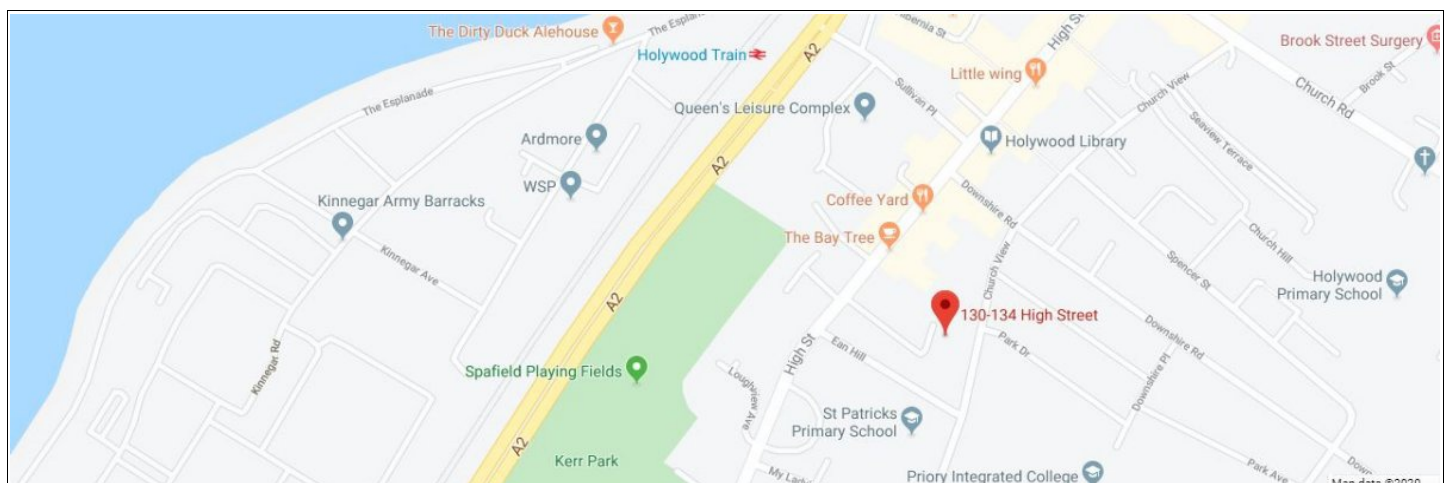 The Dirty Duck Alehouse
The Esplanade
Holywood Train
A2
High St
Little wing
Brook Street Surgery
Brook St
Church View
Church Rd
Sullivan Pl
Queen's Leisure Complex
The Esplanade
Seaview Terrace
Ardmore
Holywood Library
A2
WSP
Downshire Rd
Kinnegar Army Barracks
Coffee Yard
The Bay Tree
Kinnegar Ave
Church View
Spencer St
Church Hill
Holywood
Primary School
A2
130-134 High Street
Kinnegar Rd
High St
Ean Hill
Park Dr
Downshire Pl
Downshire Rd
Spafield Playing Fields
Loughview Ave
St Patricks
Primary School
A2
Kerr Park
Priory Integrated College
Park Ave
Map data ©2020